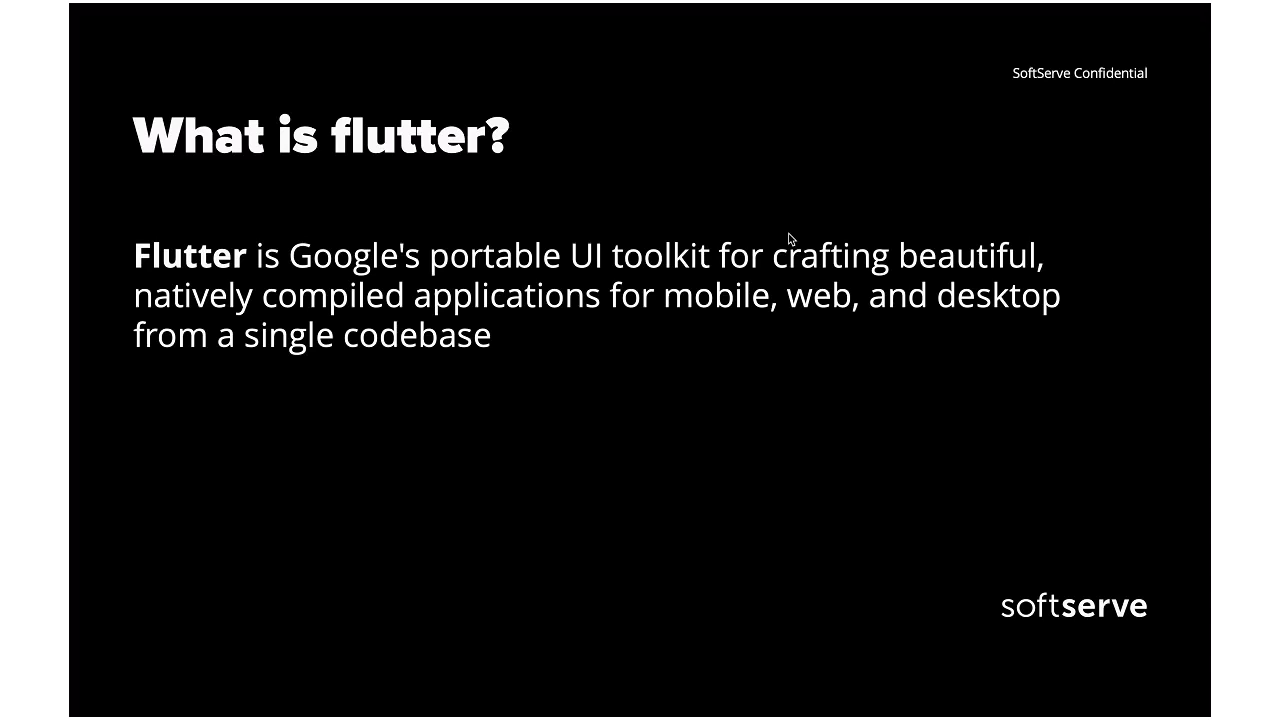 SoftServe Confidential
What is flutter?
Flutter is Google's portable UI toolkit for crafting beautiful,
natively compiled applications for mobile, web, and desktop
from a single codebase
softserve